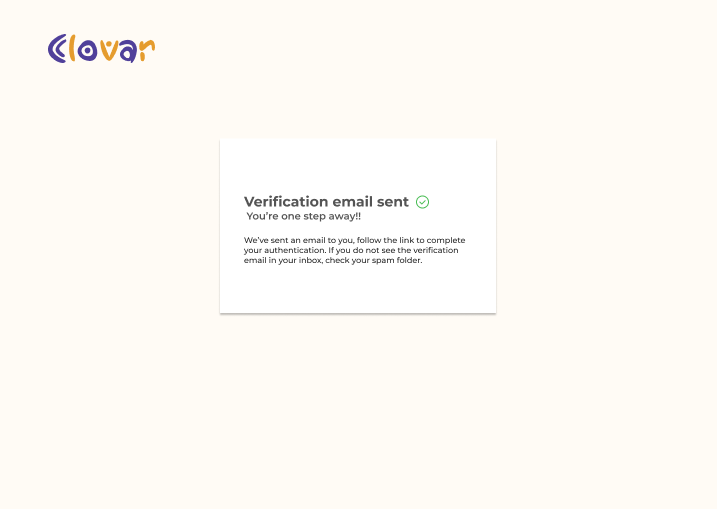 Clovar
Verification email sent
You're one step away!!
We've sent an email to you, follow the link to complete
your authentication. If you do not see the verification
email in your inbox, check your spam folder.